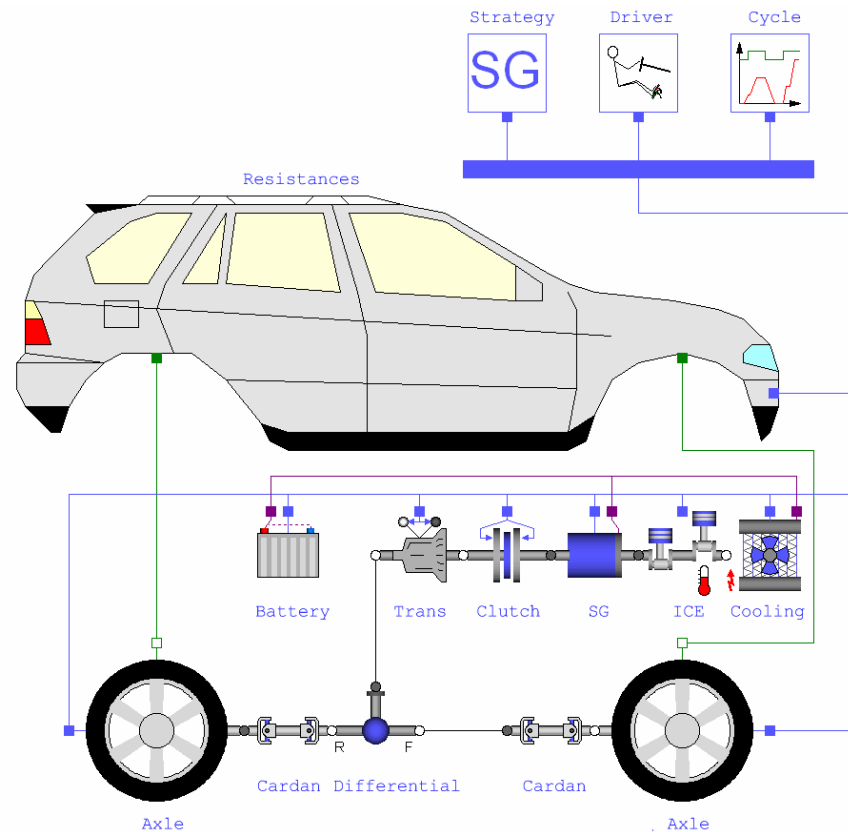 Strategy Driver Cycle
SG
Resistances
Battery Trans Clutch SG ICE Cooling
R F
Cardan Differential Cardan
Axle Axle